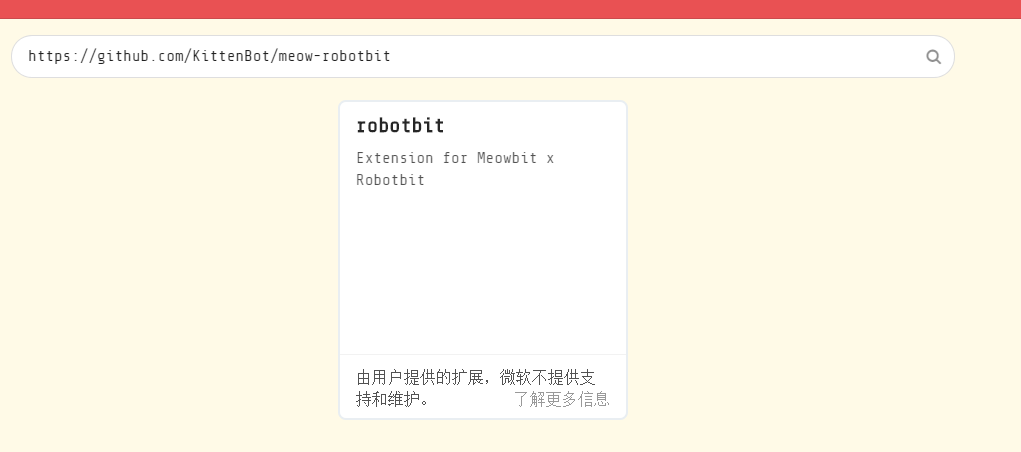 https://github.com/KittenBot/meow-robotbit
robotbit
Extension for Meowbit x
Robotbit
由用户提供的扩展，微软不提供支
持和维护。 了解更多信息